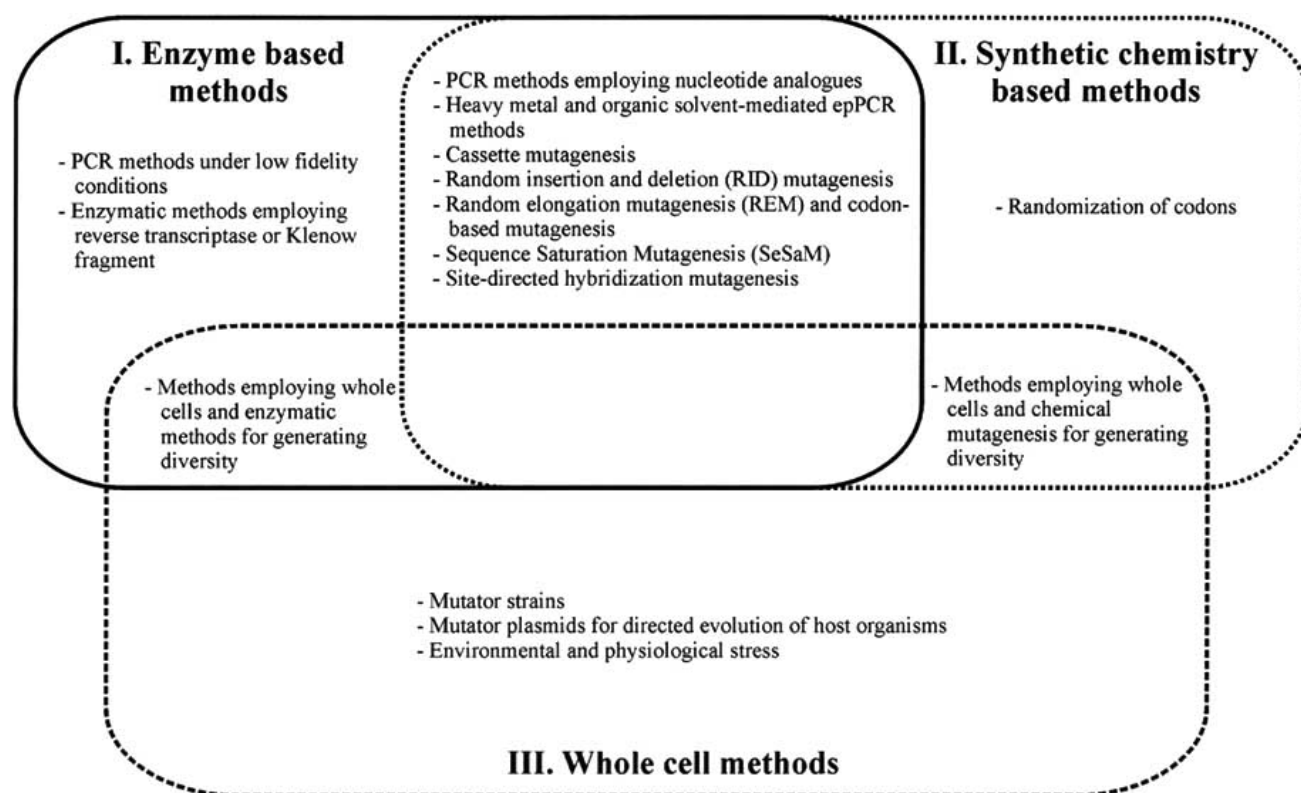 I. Enzyme based
methods
- PCR methods under low fidelity
conditions
- Enzymatic methods employing
reverse transcriptase or Klenow
fragment
- PCR methods employing nucleotide analogues
- Heavy metal and organic solvent-mediated epPCR
methods
- Cassette mutagenesis
- Random insertion and deletion (RID) mutagenesis
- Random elongation mutagenesis (REM) and codon-
based mutagenesis
- Sequence Saturation Mutagenesis (SeSaM)
- Site-directed hybridization mutagenesis
II. Synthetic chemistry
based methods
- Randomization of codons
- Methods employing whole
cells and enzymatic
methods for generating
diversity
- Methods employing whole
cells and chemical
mutagenesis for generating
diversity
- Mutator strains
- Mutator plasmids for directed evolution of host organisms
- Environmental and physiological stress
III. Whole cell methods